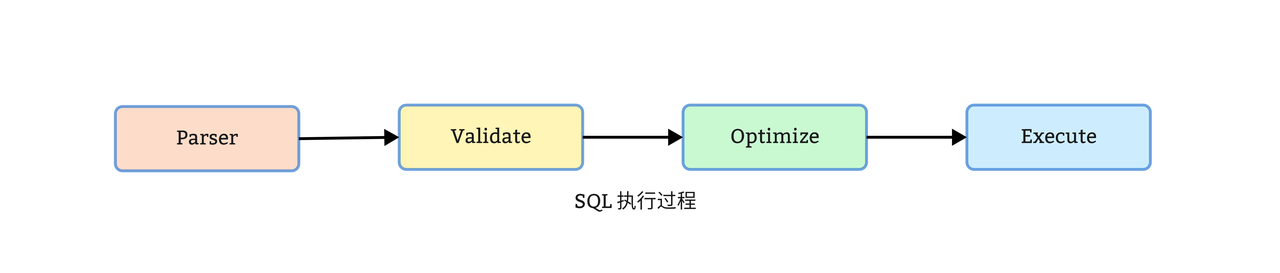 Parser
Validate
Optimize
Execute
SQL 执行过程